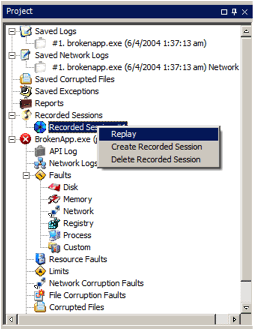 Project
Saved Logs
#1. brokenapp.exe (6/4/2004 1:37:13 am)
Saved Network Logs
#1. brokenapp.exe (6/4/2004 1:37:13 am) Network
Saved Corrupted Files
Saved Exceptions
Reports
Recorded Sessions
Recorded Session
Replay
BrokenApp.exe (
Create Recorded Session
API Log
Delete Recorded Session
Network Logs
Faults
Disk
Memory
Network
Registry
Process
Custom
Resource Faults
Limits
Network Corruption Faults
File Corruption Faults
Corrupted Files